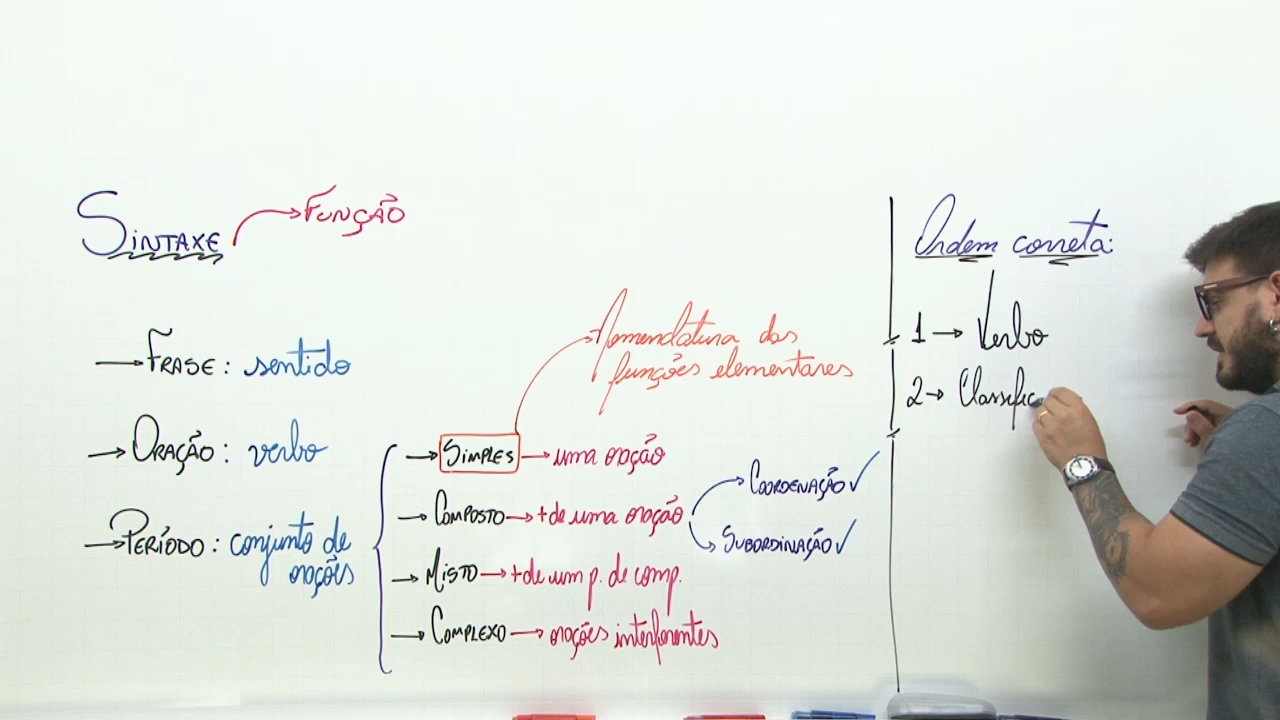 SINTAXE → FUNÇÃO
→ FRASE: sentido
→ ORAÇÃO: verbo
→ PERÍODO: conjunto de
orações
Nomenclatura das
funções elementares
→ SIMPLES → uma oração
→ COMPOSTO → + de uma oração
COORDENAÇÃO ✓
SUBORDINAÇÃO ✓
→ MISTO → + de um p. de comp.
→ COMPLEXO → orações interferentes
Ordem correta:
1 → Verbo
2 → Classific